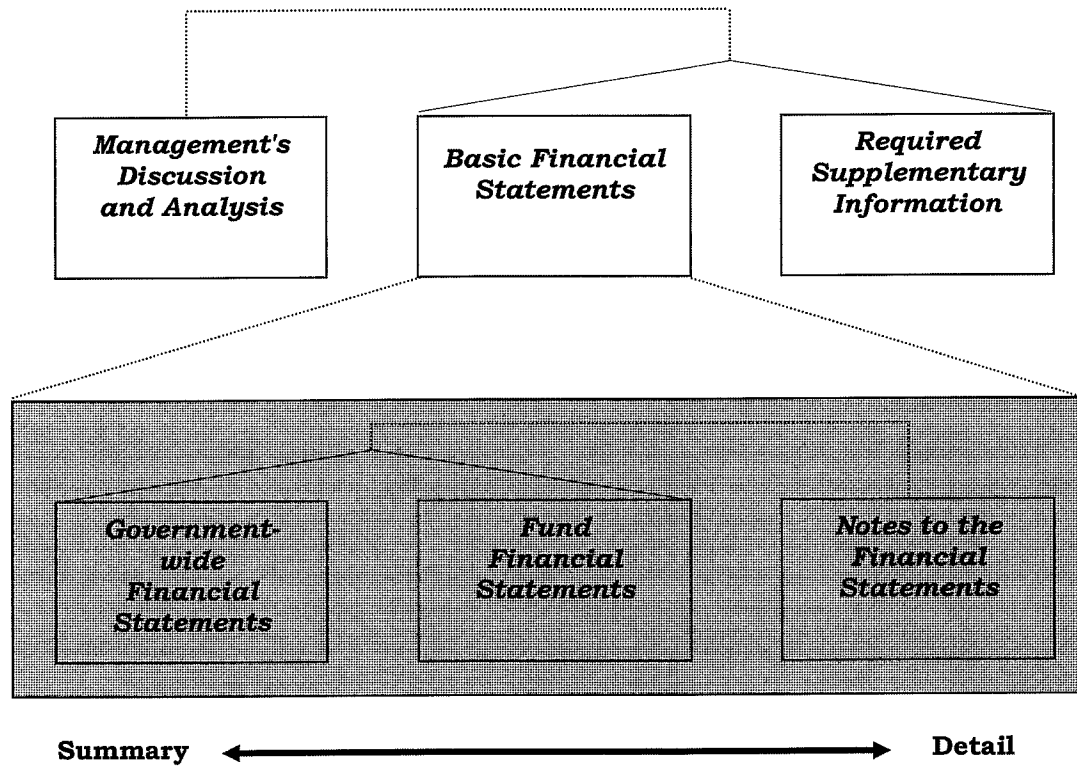 Management's
Discussion
and Analysis
Basic Financial
Statements
Required
Supplementary
Information
Government-
wide
Financial
Statements
Fund
Financial
Statements
Notes to the
Financial
Statements
Summary
Detail